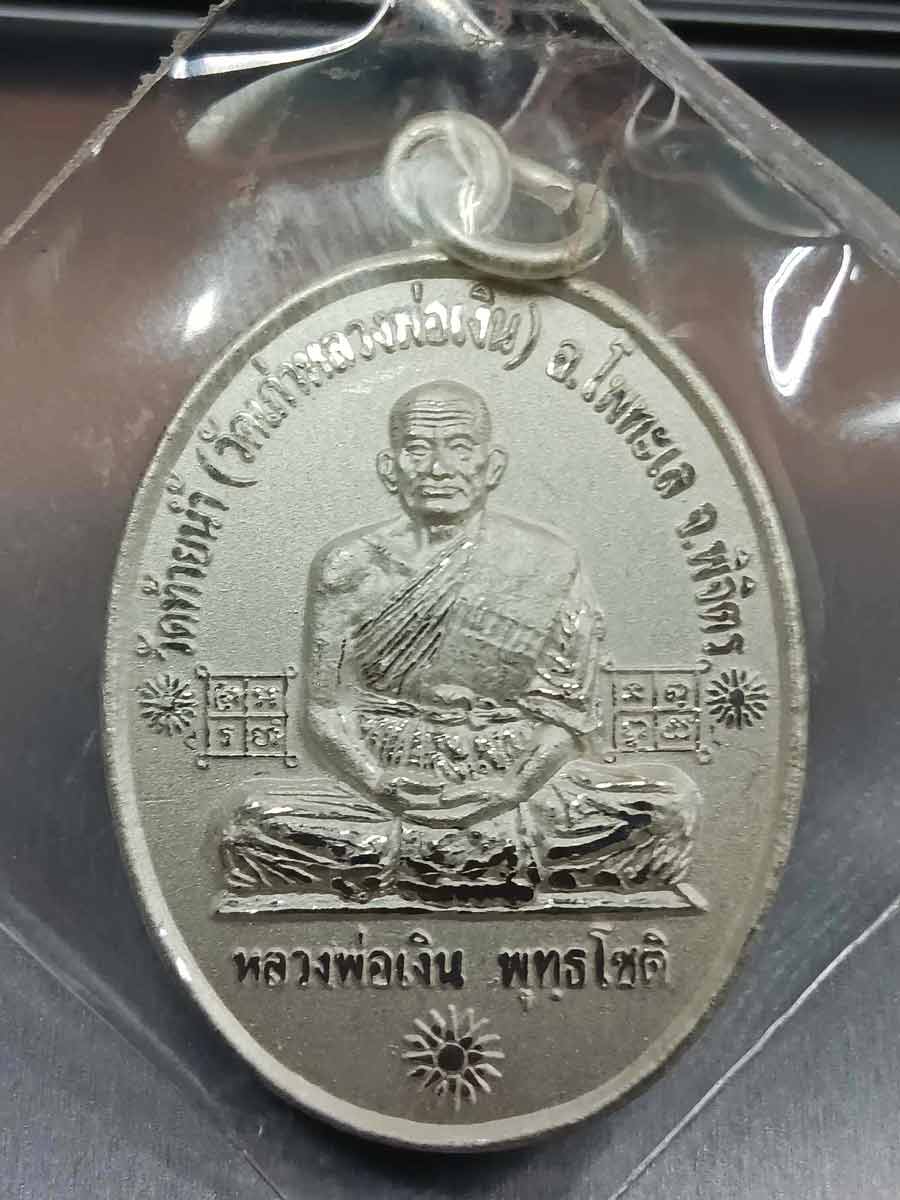 วัดท้ายน้ำ (วัดเก่าหลวงพ่อเงิน) อ.โพทะเล จ.พิจิตร
หลวงพ่อเงิน พุทธโชติ